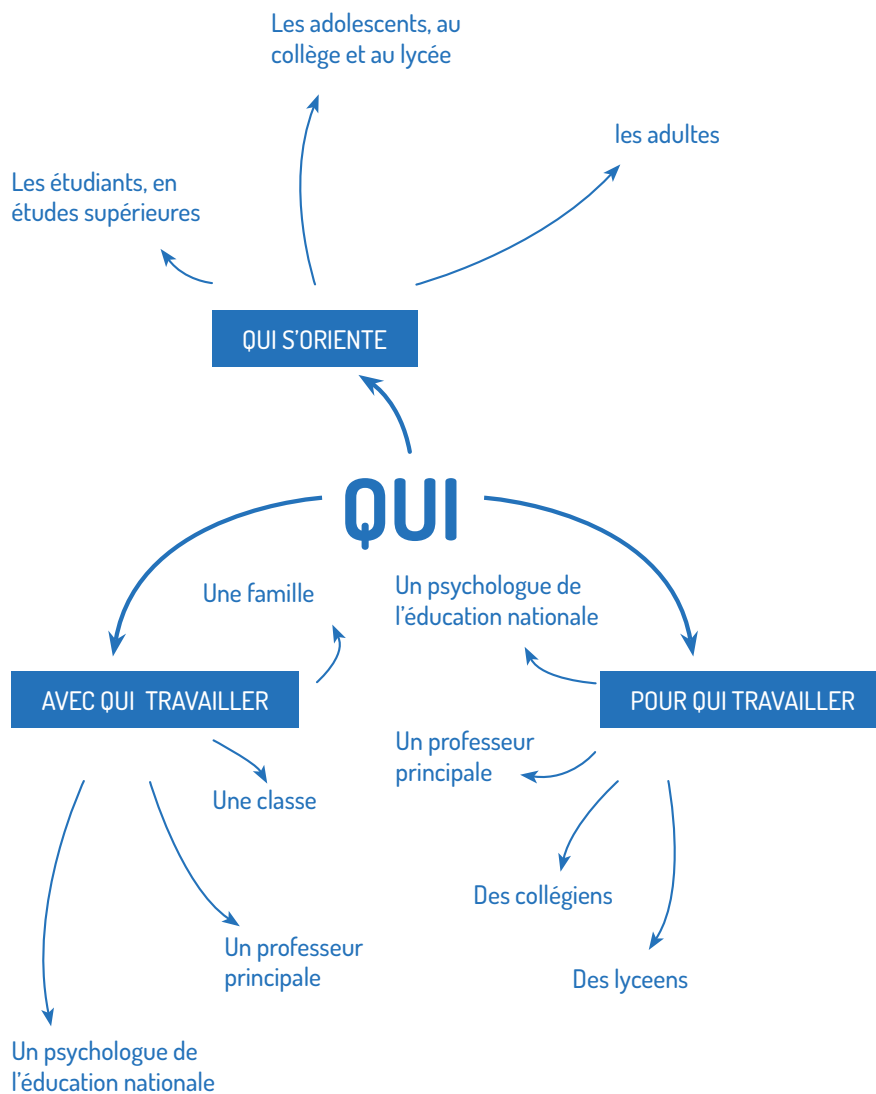 Les adolescents, au
collège et au lycée
les adultes
Les étudiants, en
études supérieures
QUI S'ORIENTE
QUI
Une famille
Un psychologue de
l'éducation nationale
AVEC QUI  TRAVAILLER
POUR QUI TRAVAILLER
Un professeur
principale
Une classe
Des collégiens
Un professeur
principale
Des lyceens
Un psychologue de
l'éducation nationale